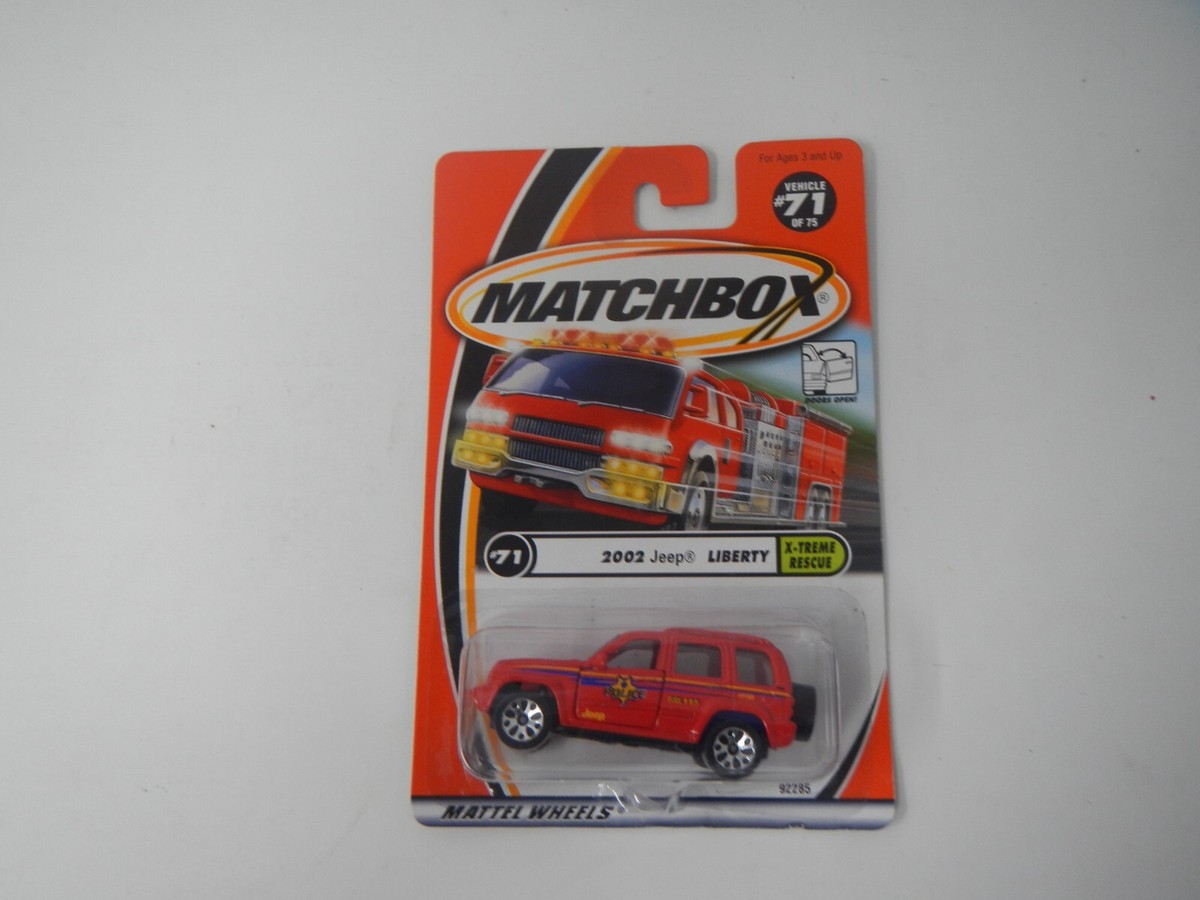 For Ages 3 and Up
VEHICLE
#71
OF 75
MATCHBOX®
DOORS OPEN!
#71
2002 Jeep® LIBERTY
X-TREME
RESCUE
POLICE
Jeep
92285
MATTEL WHEELS